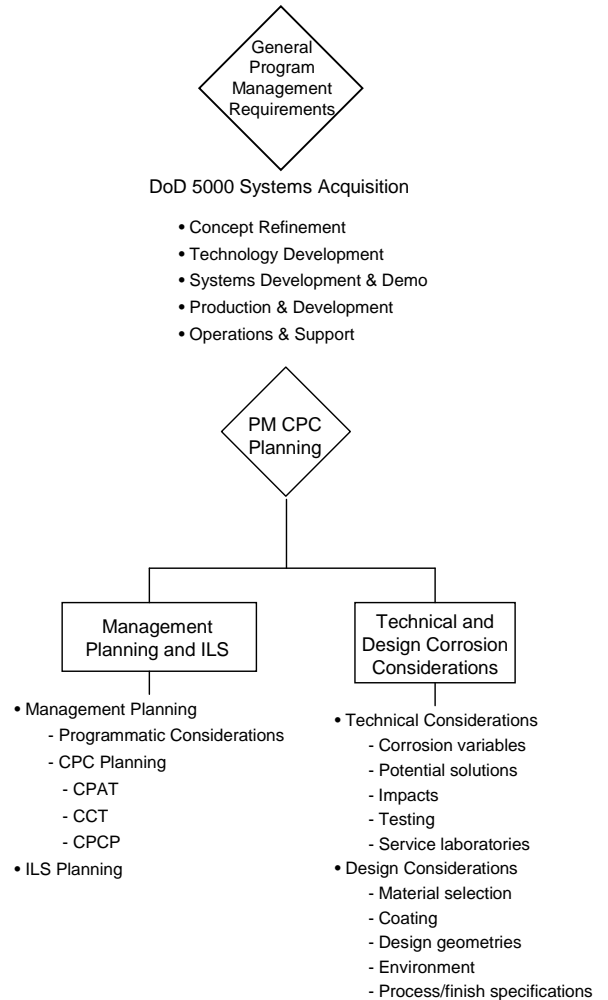 General
Program
Management
Requirements
DoD 5000 Systems Acquisition
• Concept Refinement
• Technology Development
• Systems Development & Demo
• Production & Development
• Operations & Support
PM CPC
Planning
Management
Planning and ILS
• Management Planning
- Programmatic Considerations
- CPC Planning
- CPAT
- CCT
- CPCP
• ILS Planning
Technical and
Design Corrosion
Considerations
• Technical Considerations
- Corrosion variables
- Potential solutions
- Impacts
- Testing
- Service laboratories
• Design Considerations
- Material selection
- Coating
- Design geometries
- Environment
- Process/finish specifications